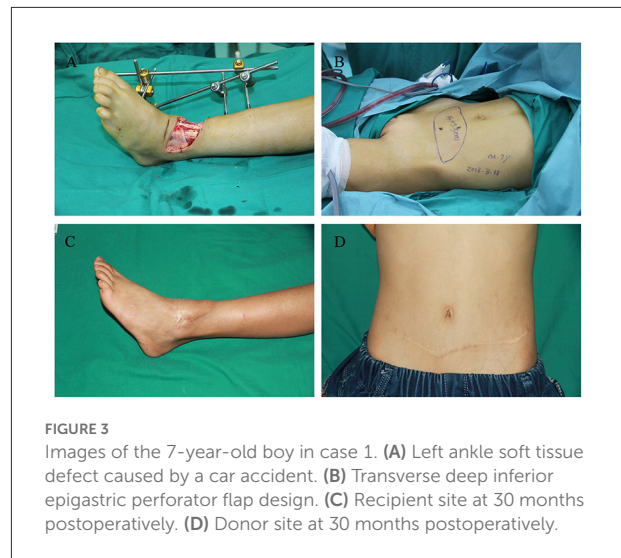 A
B
C
D
FIGURE 3
Images of the 7-year-old boy in case 1. (A) Left ankle soft tissue
defect caused by a car accident. (B) Transverse deep inferior
epigastric perforator flap design. (C) Recipient site at 30 months
postoperatively. (D) Donor site at 30 months postoperatively.